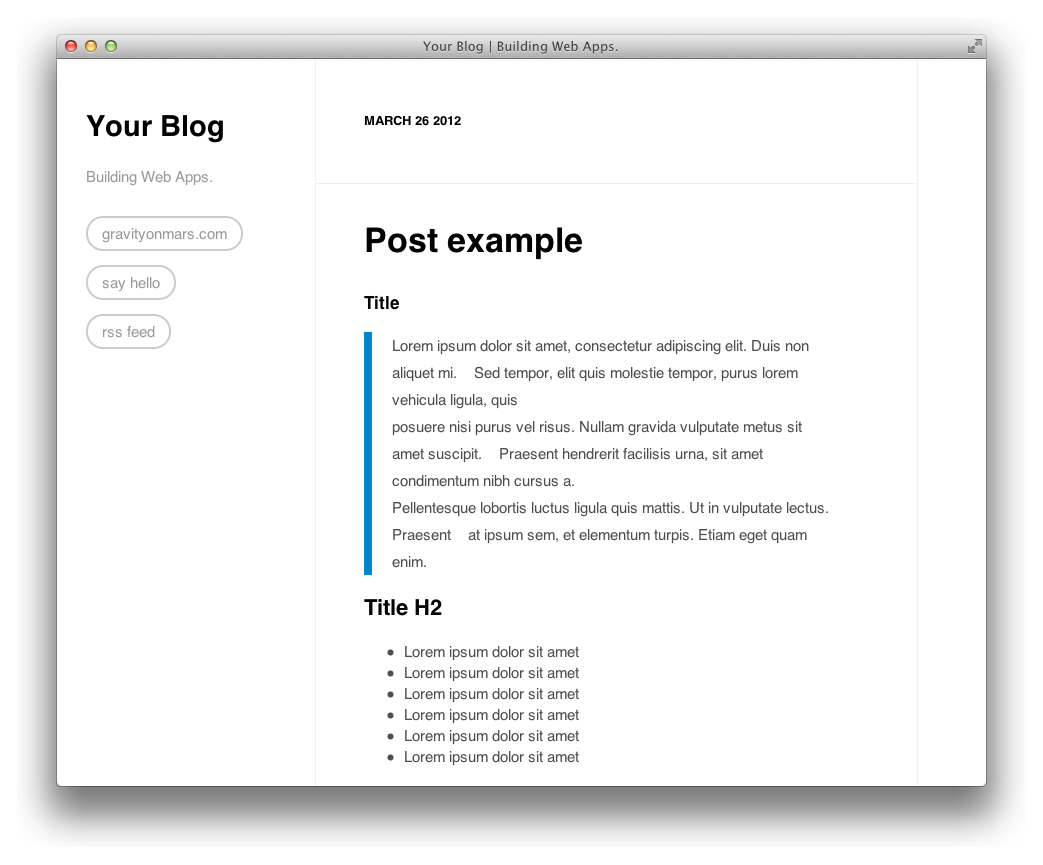 Your Blog | Building Web Apps.
Your Blog
Building Web Apps.
gravityonmars.com
say hello
rss feed
MARCH 26 2012
Post example
Title
Lorem ipsum dolor sit amet, consectetur adipiscing elit. Duis non
aliquet mi. Sed tempor, elit quis molestie tempor, purus lorem
vehicula ligula, quis
posuere nisi purus vel risus. Nullam gravida vulputate metus sit
amet suscipit. Praesent hendrerit facilisis urna, sit amet
condimentum nibh cursus a.
Pellentesque lobortis luctus ligula quis mattis. Ut in vulputate lectus.
Praesent at ipsum sem, et elementum turpis. Etiam eget quam
enim.
Title H2
• Lorem ipsum dolor sit amet
• Lorem ipsum dolor sit amet
• Lorem ipsum dolor sit amet
• Lorem ipsum dolor sit amet
• Lorem ipsum dolor sit amet
• Lorem ipsum dolor sit amet